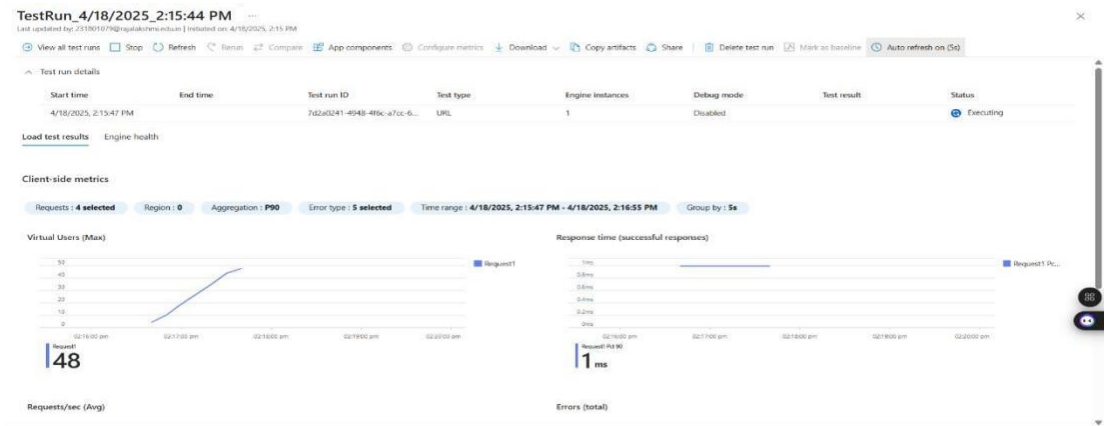 TestRun_4/18/2025_2:15:44 PM ...
Last updated by: 231801079@rajalakshmi.edu.in | Initiated on: 4/18/2025, 2:15 PM
View all test runs Stop Refresh Rerun Compare App components Configure metrics Download Copy artifacts Share Delete test run Mark as baseline Auto refresh on (5s)
Test run details
Start time End time Test run ID Test type Engine instances Debug mode Test result Status
4/18/2025, 2:15:47 PM 7d2a0241-4948-4f6c-a7cc-6... URL 1 Disabled Executing
Load test results Engine health
Client-side metrics
Requests : 4 selected Region : 0 Aggregation : P90 Error type : 5 selected Time range : 4/18/2025, 2:15:47 PM - 4/18/2025, 2:16:55 PM Group by : 5s
Virtual Users (Max) Response time (successful responses)
50
40
30
20
10
0
02:16:00 pm 02:17:00 pm 02:18:00 pm 02:19:00 pm 02:20:00 pm
Request1
Request1
48
1ms
0.8ms
0.6ms
0.4ms
0.2ms
0ms
02:16:00 pm 02:17:00 pm 02:18:00 pm 02:19:00 pm 02:20:00 pm
Request1 Pc...
Request1 Pct 90
1 ms
Requests/sec (Avg) Errors (total)